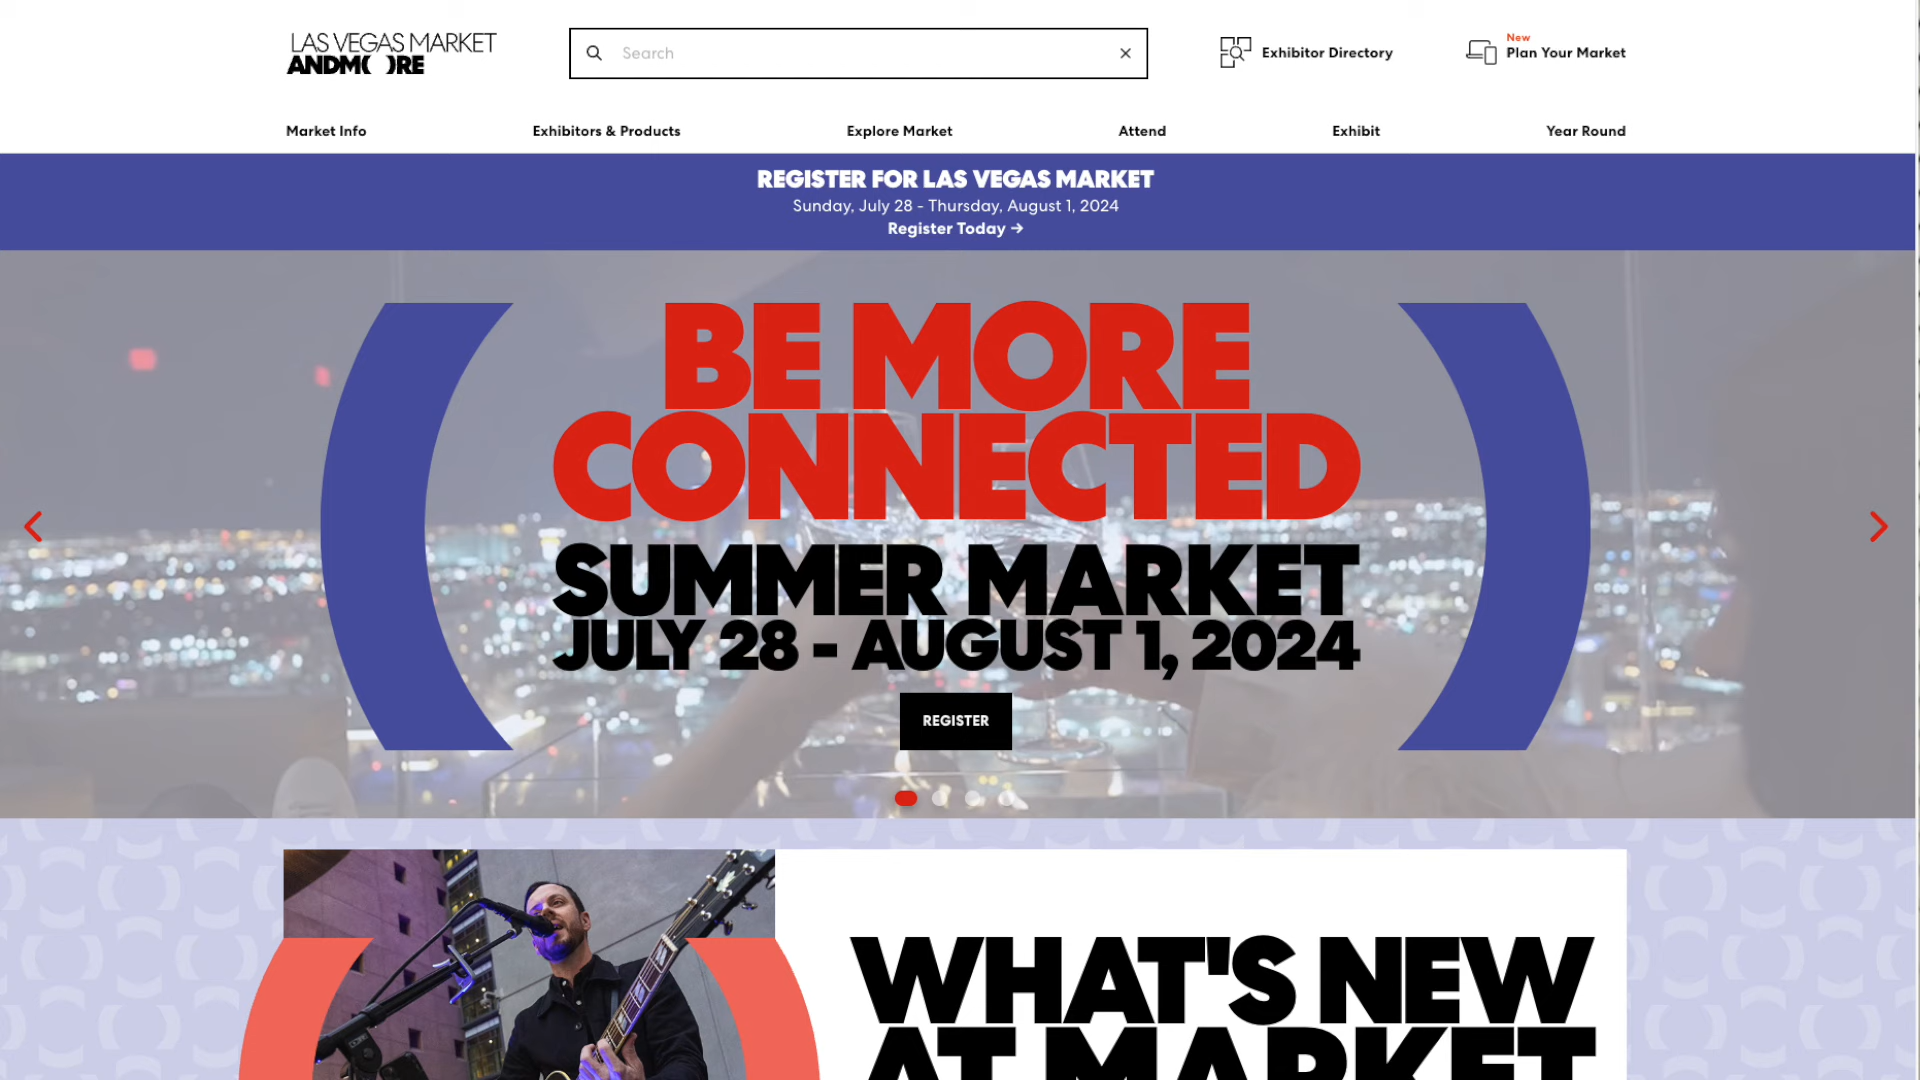 LAS VEGAS MARKET
ANDMORE
Search
Exhibitor Directory
New
Plan Your Market
Market Info
Exhibitors & Products
Explore Market
Attend
Exhibit
Year Round
REGISTER FOR LAS VEGAS MARKET
Sunday, July 28 - Thursday, August 1, 2024
Register Today →
BE MORE
CONNECTED
SUMMER MARKET
JULY 28 - AUGUST 1, 2024
REGISTER
WHAT'S NEW
AT MARKET